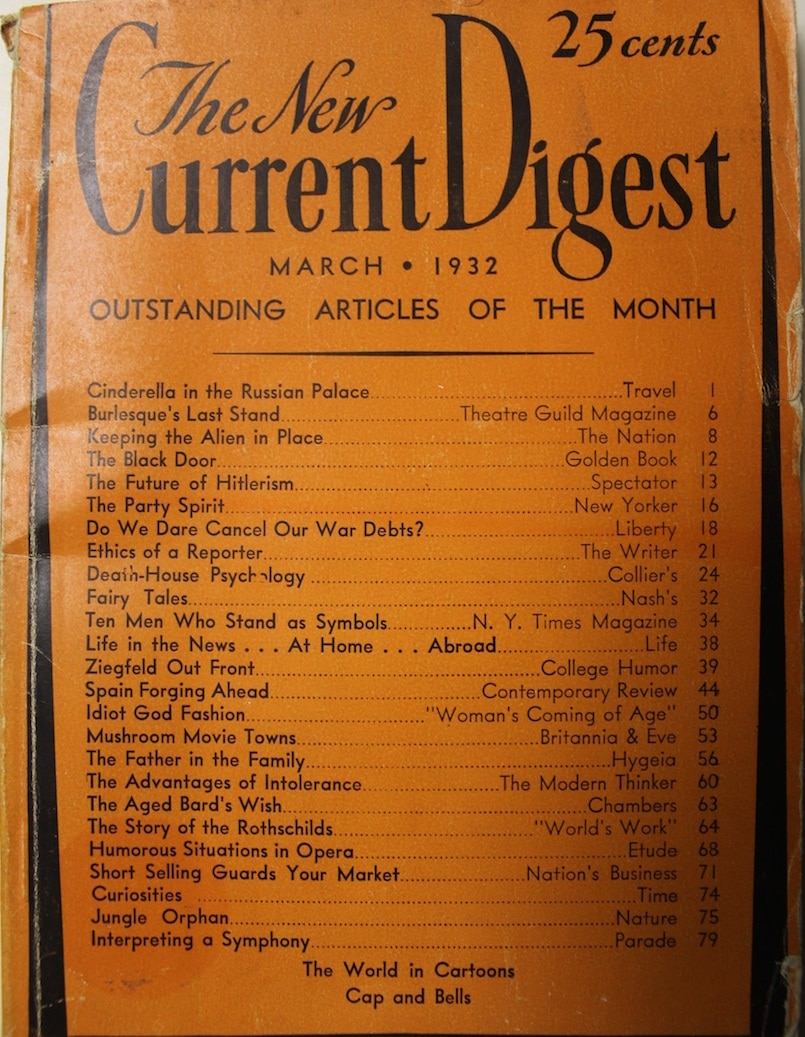 25 cents
The New
Current Digest
MARCH • 1932
OUTSTANDING ARTICLES OF THE MONTH
Cinderella in the Russian Palace Travel 1
Burlesque's Last Stand Theatre Guild Magazine 6
Keeping the Alien in Place The Nation 8
The Black Door Golden Book 12
The Future of Hitlerism Spectator 13
The Party Spirit New Yorker 16
Do We Dare Cancel Our War Debts? Liberty 18
Ethics of a Reporter The Writer 21
Death-House Psychology Collier's 24
Fairy Tales Nash's 32
Ten Men Who Stand as Symbols N. Y. Times Magazine 34
Life in the News . . . At Home . . . Abroad Life 38
Ziegfeld Out Front College Humor 39
Spain Forging Ahead Contemporary Review 44
Idiot God Fashion "Woman's Coming of Age" 50
Mushroom Movie Towns Britannia & Eve 53
The Father in the Family Hygeia 56
The Advantages of Intolerance The Modern Thinker 60
The Aged Bard's Wish Chambers 63
The Story of the Rothschilds "World's Work" 64
Humorous Situations in Opera Etude 68
Short Selling Guards Your Market Nation's Business 71
Curiosities Time 74
Jungle Orphan Nature 75
Interpreting a Symphony Parade 79
The World in Cartoons
Cap and Bells